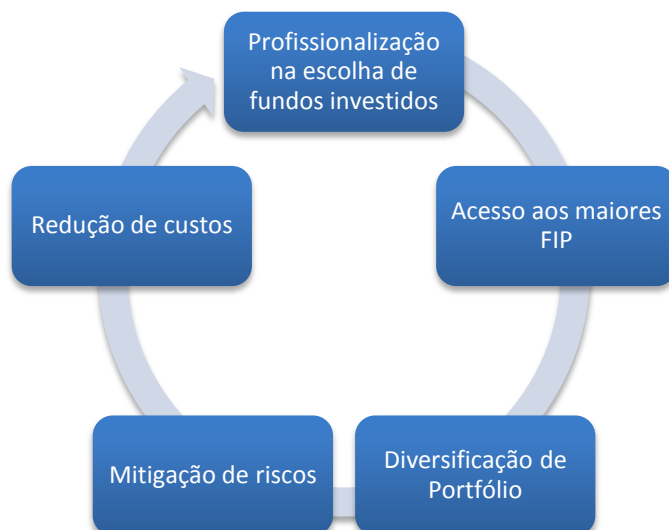 Profissionalização
na escolha de
fundos investidos
Acesso aos maiores
FIP
Diversificação de
Portfólio
Mitigação de riscos
Redução de custos